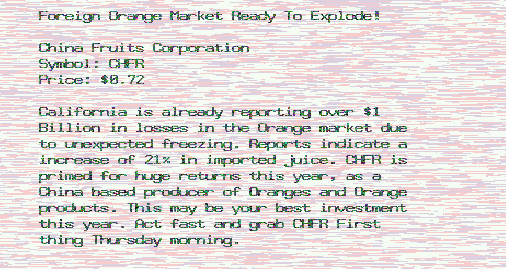 Foreign Orange Market Ready To Explode!
China Fruits Corporation
Symbol: CHFR
Price: $0.72
California is already reporting over $1
Billion in losses in the Orange market due
to unexpected freezing. Reports indicate a
increase of 21% in imported juice. CHFR is
primed for huge returns this year, as a
China based producer of Oranges and Orange
products. This may be your best investment
this year. Act fast and grab CHFR First
thing Thursday morning.